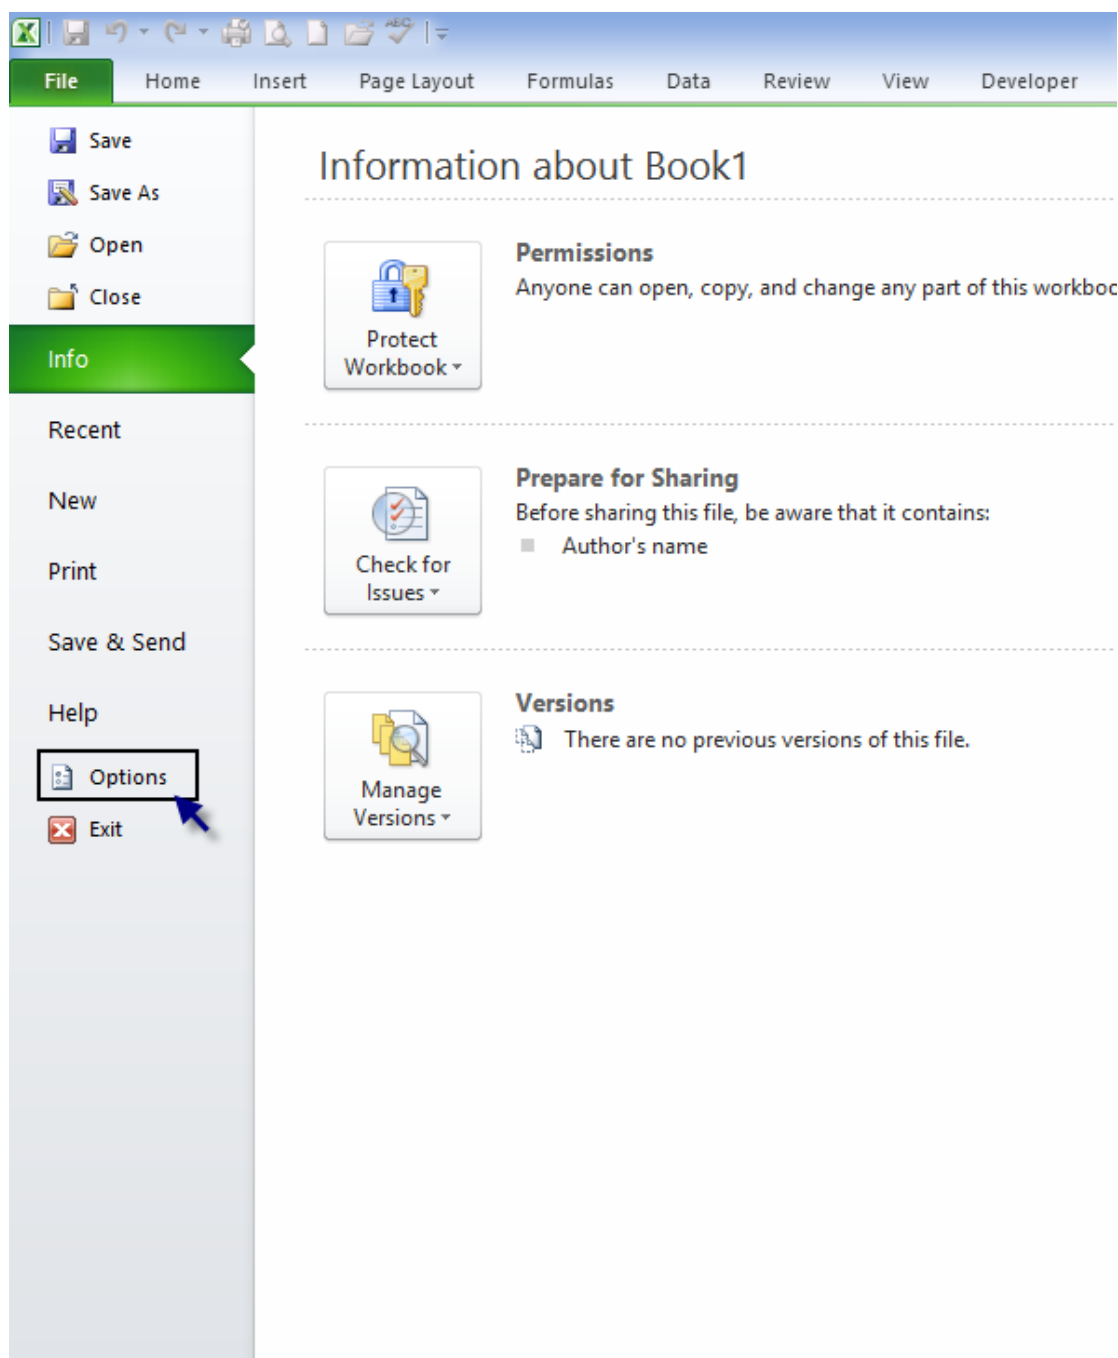 File Home Insert Page Layout Formulas Data Review View Developer
Save
Save As
Open
Close
Info
Recent
New
Print
Save & Send
Help
Options
Exit
Information about Book1
Protect
Workbook
Permissions
Anyone can open, copy, and change any part of this workboo
Check for
Issues
Prepare for Sharing
Before sharing this file, be aware that it contains:
Author's name
Manage
Versions
Versions
There are no previous versions of this file.